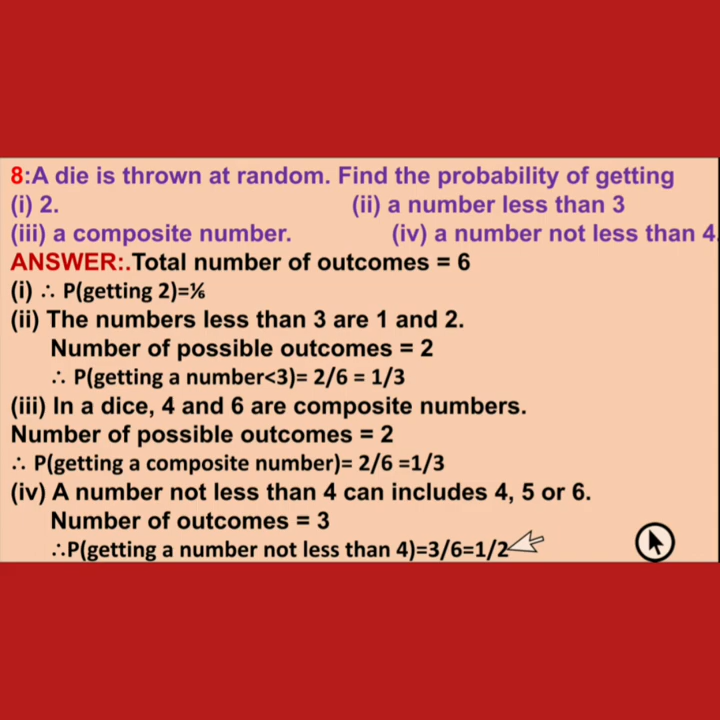 8:A die is thrown at random. Find the probability of getting
(i) 2. (ii) a number less than 3
(iii) a composite number. (iv) a number not less than 4.
ANSWER:.Total number of outcomes = 6
(i) ∴ P(getting 2)=⅙
(ii) The numbers less than 3 are 1 and 2.
Number of possible outcomes = 2
∴ P(getting a number<3)= 2/6 = 1/3
(iii) In a dice, 4 and 6 are composite numbers.
Number of possible outcomes = 2
∴ P(getting a composite number)= 2/6 =1/3
(iv) A number not less than 4 can includes 4, 5 or 6.
Number of outcomes = 3
∴P(getting a number not less than 4)=3/6=1/2